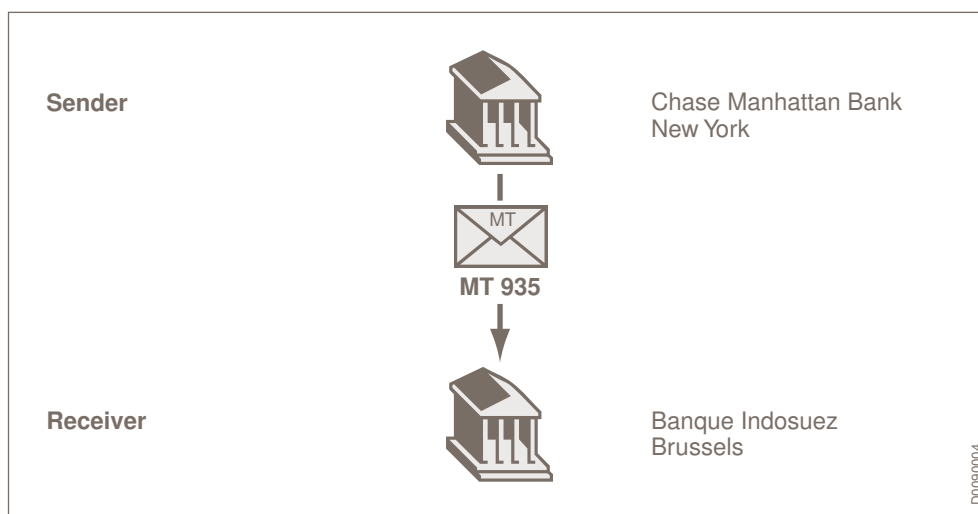 Sender
Chase Manhattan Bank
New York
MT
MT 935
Receiver
Banque Indosuez
Brussels
D0090004